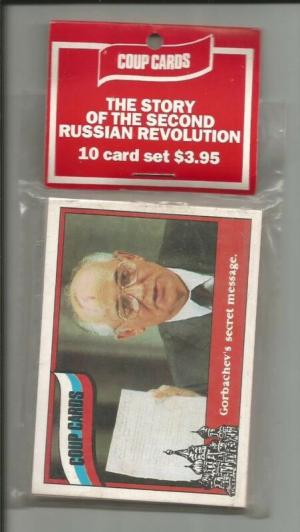 COUP CARDS
THE STORY
OF THE SECOND
RUSSIAN REVOLUTION
10 card set $3.95
Gorbachev's secret message.
COUP CARDS